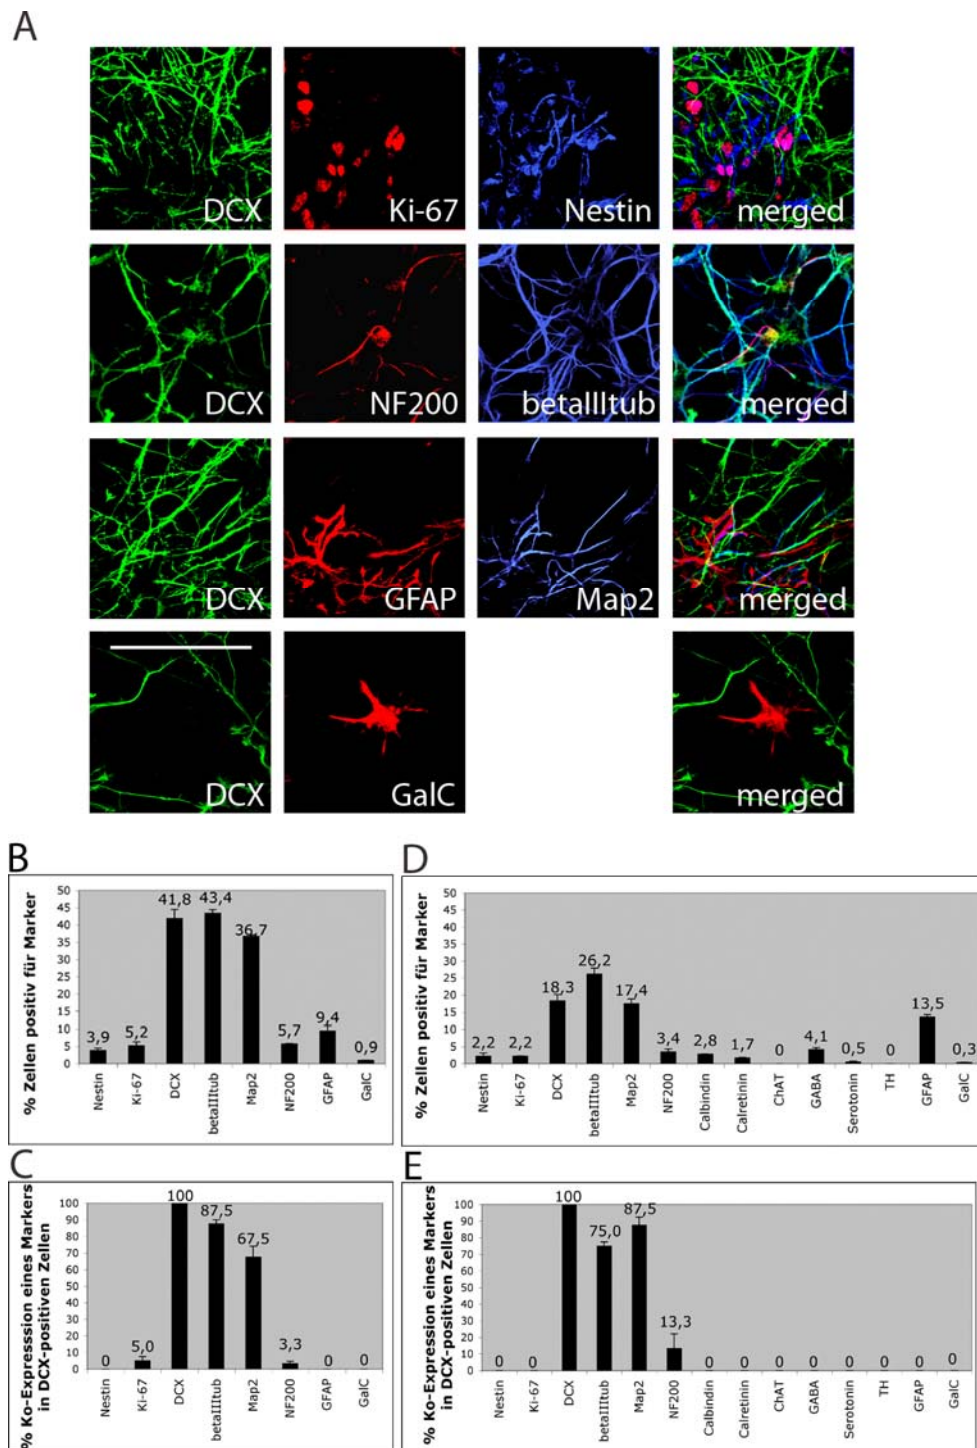 A
DCX Ki-67 Nestin merged
DCX NF200 betaIIItub merged
DCX GFAP Map2 merged
DCX GalC merged
B
% Zellen positiv für Marker
50
45
40
35
30
25
20
15
10
5
0
3,9 5,2 41,8 43,4 36,7 5,7 9,4 0,9
Nestin Ki-67 DCX betaIIItub Map2 NF200 GFAP GalC
D
% Zellen positiv für Marker
50
45
40
35
30
25
20
15
10
5
0
2,2 2,2 18,3 26,2 17,4 3,4 2,8 1,7 0 4,1 0,5 0 13,5 0,3
Nestin Ki-67 DCX betaIIItub Map2 NF200 Calbindin Calretinin ChAT GABA Serotonin TH GFAP GalC
C
% Ko-Expresssion eines Markers
in DCX-positiven Zellen
100
90
80
70
60
50
40
30
20
10
0
0 5,0 100 87,5 67,5 3,3 0 0
Nestin Ki-67 DCX betaIIItub Map2 NF200 GFAP GalC
E
% Ko-Expression eines Markers
in DCX-positiven Zellen
100
90
80
70
60
50
40
30
20
10
0
0 0 100 75,0 87,5 13,3 0 0 0 0 0 0 0 0
Nestin Ki-67 DCX betaIIItub Map2 NF200 Calbindin Calretinin ChAT GABA Serotonin TH GFAP GalC